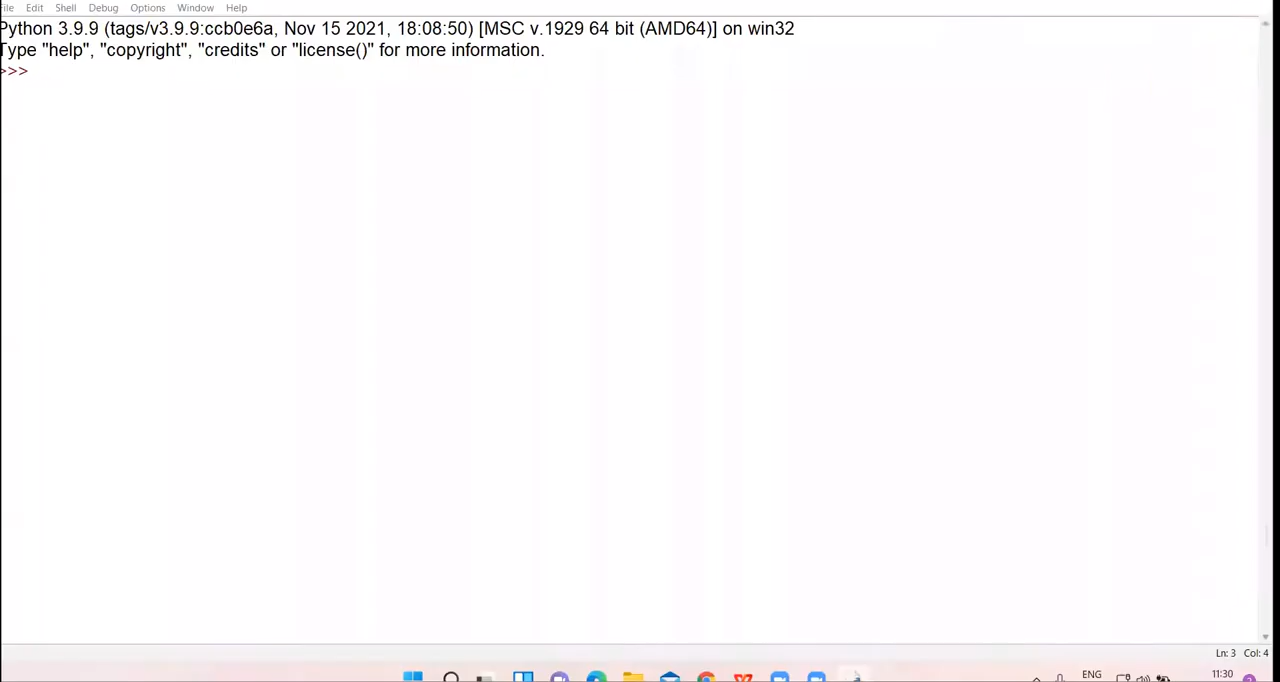 File Edit Shell Debug Options Window Help
Python 3.9.9 (tags/v3.9.9:ccb0e6a, Nov 15 2021, 18:08:50) [MSC v.1929 64 bit (AMD64)] on win32
Type "help", "copyright", "credits" or "license()" for more information.
>>>
Ln: 3 Col: 4
ENG
11:30